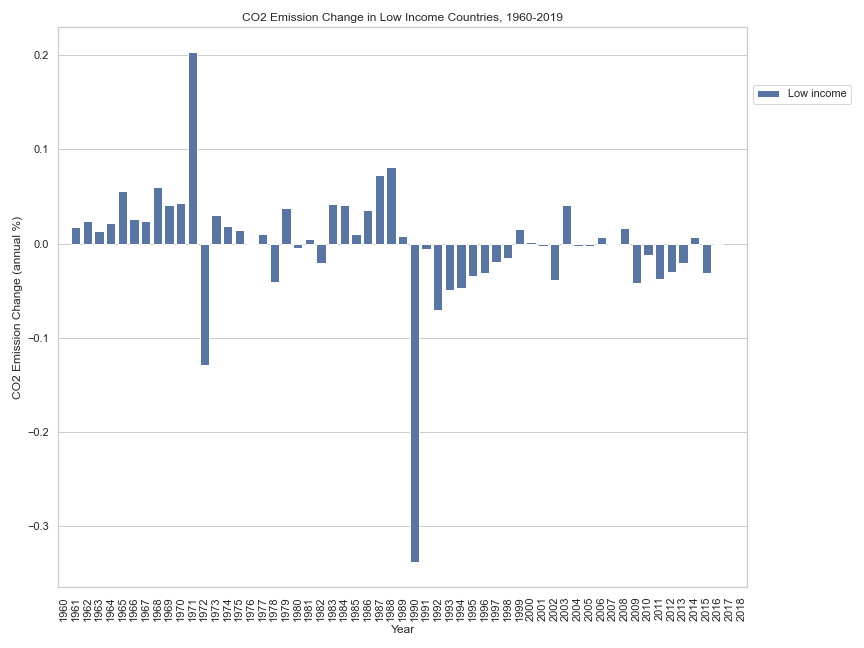 CO2 Emission Change in Low Income Countries, 1960-2019
Low income
CO2 Emission Change (annual %)
0.2
0.1
0.0
−0.1
−0.2
−0.3
1960 1961 1962 1963 1964 1965 1966 1967 1968 1969 1970 1971 1972 1973 1974 1975 1976 1977 1978 1979 1980 1981 1982 1983 1984 1985 1986 1987 1988 1989 1990 1991 1992 1993 1994 1995 1996 1997 1998 1999 2000 2001 2002 2003 2004 2005 2006 2007 2008 2009 2010 2011 2012 2013 2014 2015 2016 2017 2018
Year